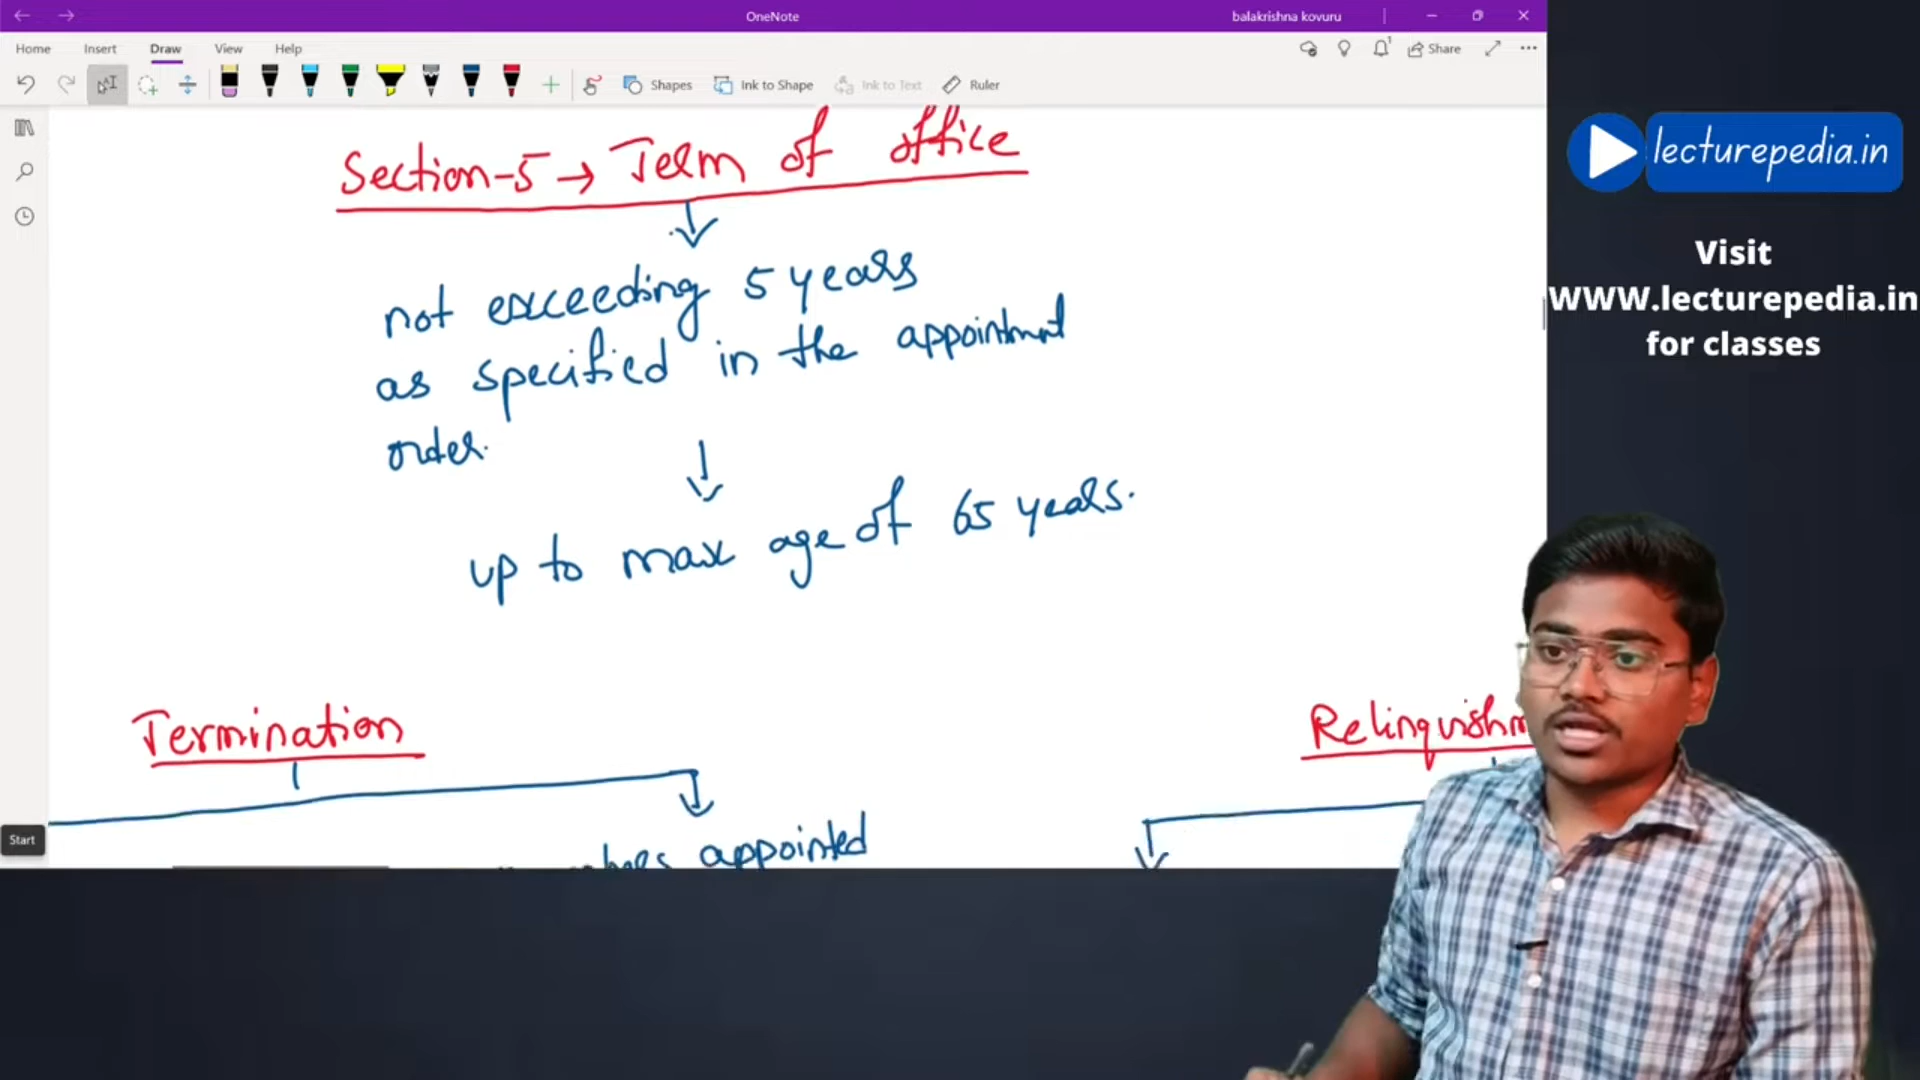 OneNote
balakrishna kovuru
Home Insert Draw View Help
1
Share
Shapes
Ink to Shape
Ink to Text
Ruler
Section-5 → Term of office
not exceeding 5 years
as specified in the appointment
order.
up to max age of 65 years.
Termination
Relinquishm
appointed
Start
lecturepedia.in
Visit
WWW.lecturepedia.in
for classes